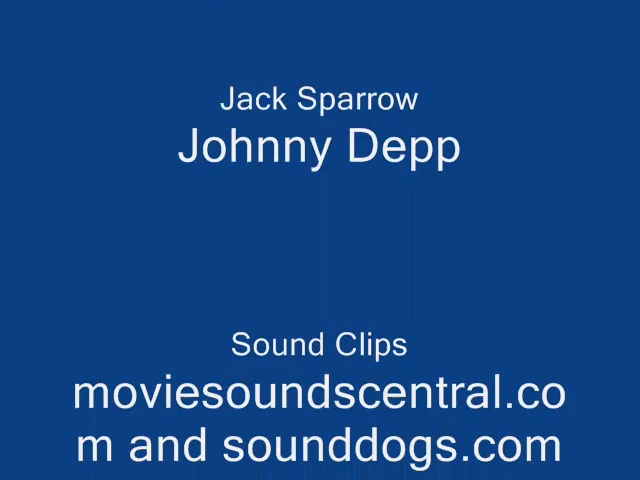 Jack Sparrow
Johnny Depp
Sound Clips
moviesoundscentral.co
m and sounddogs.com